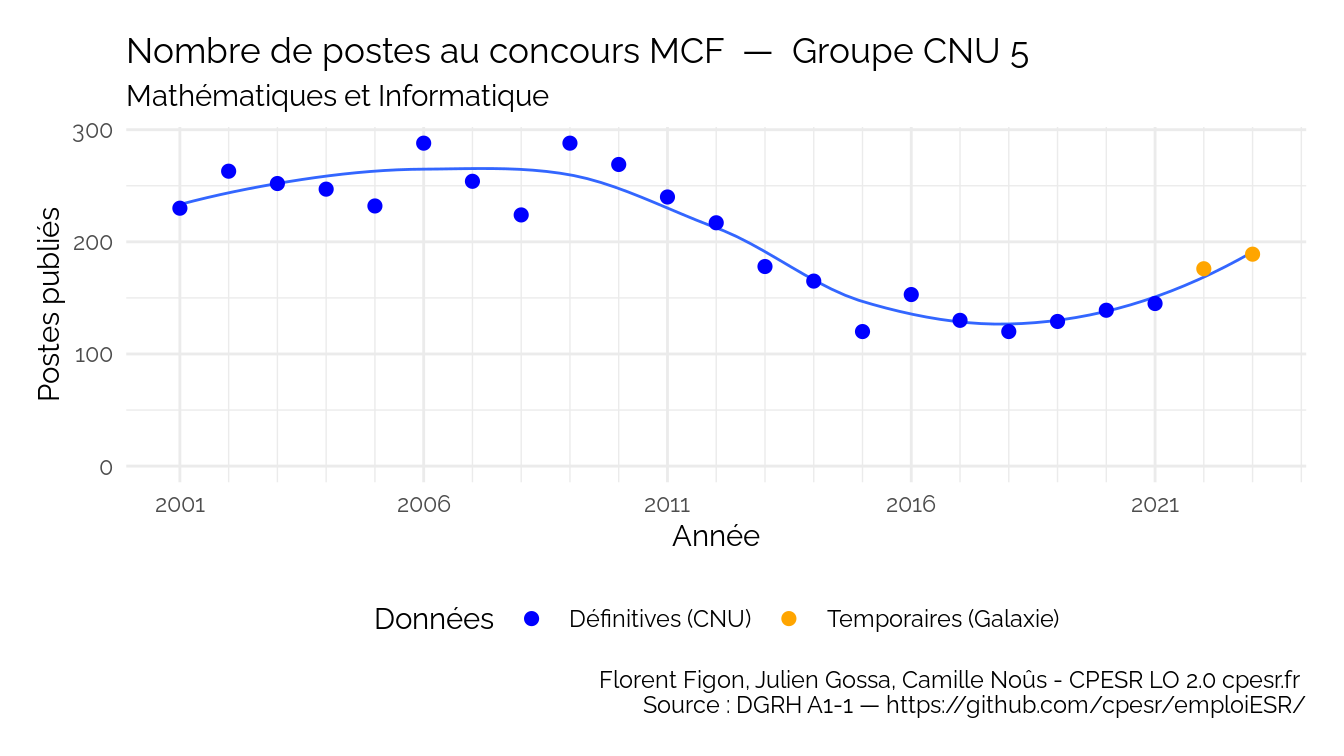 Nombre de postes au concours MCF — Groupe CNU 5
Mathématiques et Informatique
300
200
100
0
Postes publiés
2001 2006 2011 2016 2021
Année
Données Définitives (CNU) Temporaires (Galaxie)
Florent Figon, Julien Gossa, Camille Noûs - CPESR LO 2.0 cpesr.fr
Source : DGRH A1-1 — https://github.com/cpesr/emploiESR/